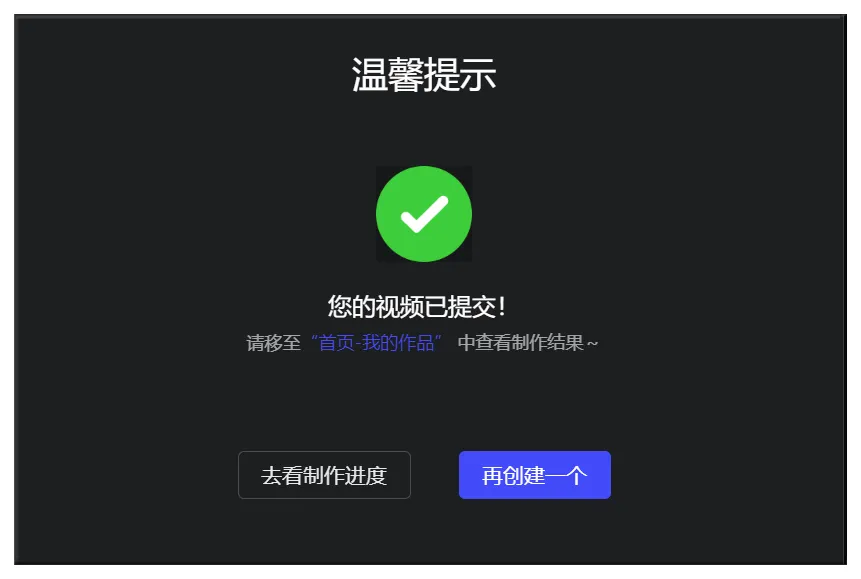 温馨提示
您的视频已提交!
请移至“首页-我的作品” 中查看制作结果~
去看制作进度
再创建一个